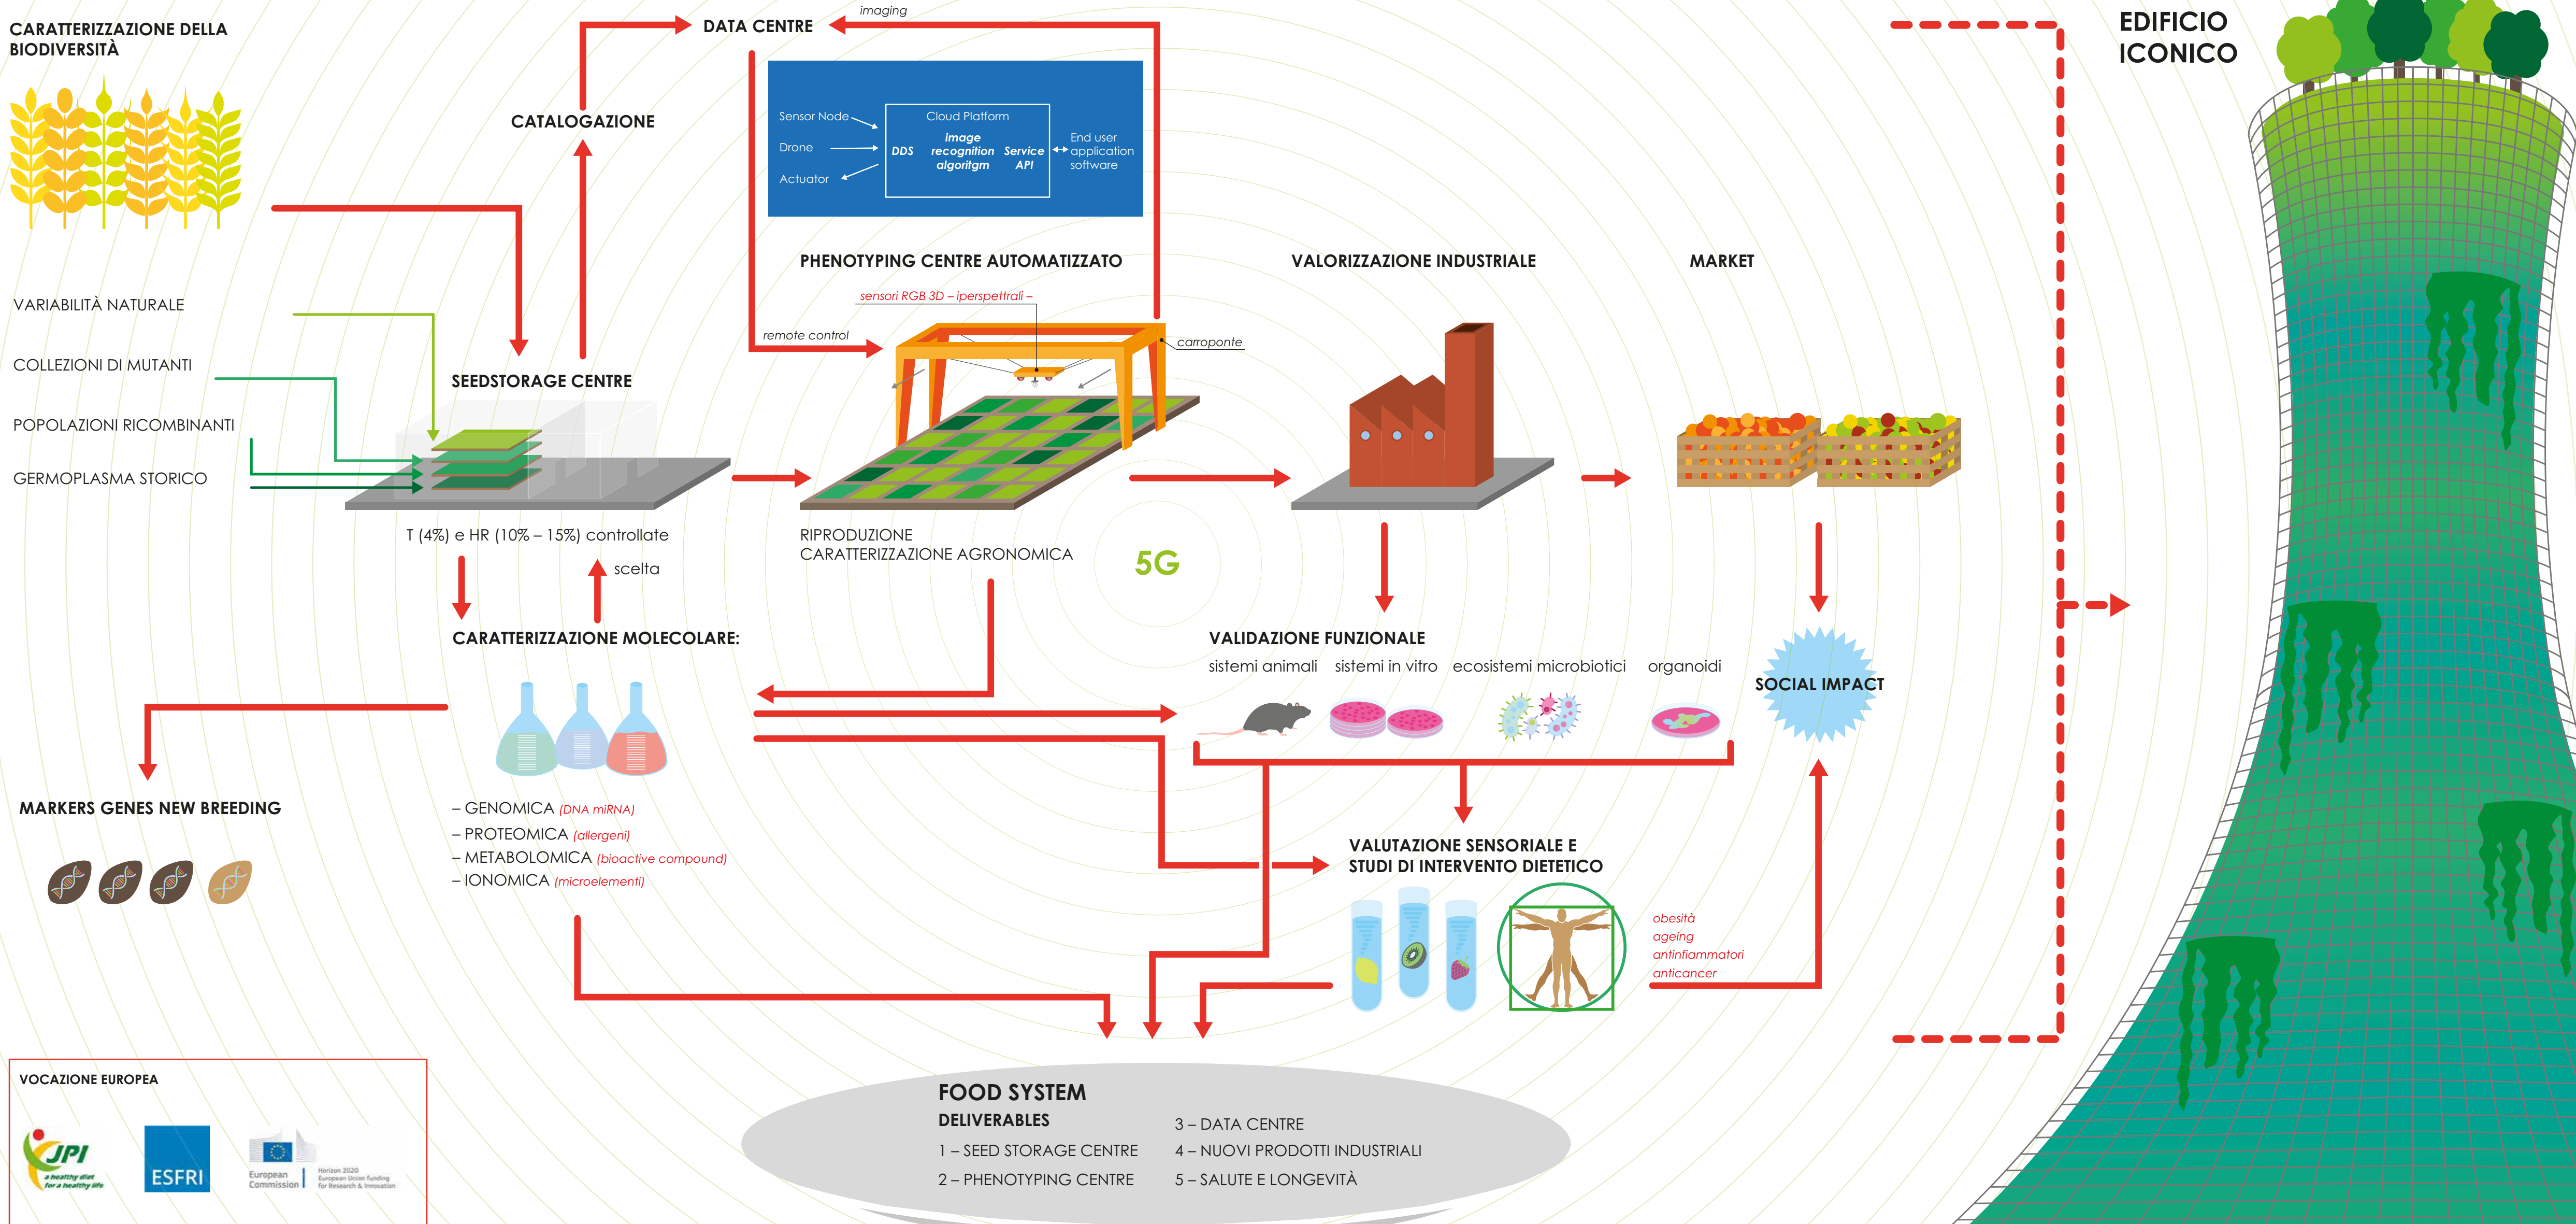 CARATTERIZZAZIONE DELLA
BIODIVERSITÀ
DATA CENTRE
imaging
EDIFICIO
ICONICO
CATALOGAZIONE
Sensor Node
Drone
Actuator
Cloud Platform
DDS
image
recognition
algoritgm
Service
API
End user
application
software
PHENOTYPING CENTRE AUTOMATIZZATO
VALORIZZAZIONE INDUSTRIALE
MARKET
sensori RGB 3D – iperspettrali –
remote control
carroponte
VARIABILITÀ NATURALE
COLLEZIONI DI MUTANTI
POPOLAZIONI RICOMBINANTI
GERMOPLASMA STORICO
SEEDSTORAGE CENTRE
T (4%) e HR (10% – 15%) controllate
scelta
RIPRODUZIONE
CARATTERIZZAZIONE AGRONOMICA
5G
CARATTERIZZAZIONE MOLECOLARE:
VALIDAZIONE FUNZIONALE
sistemi animali
sistemi in vitro
ecosistemi microbiotici
organoidi
SOCIAL IMPACT
MARKERS GENES NEW BREEDING
– GENOMICA (DNA miRNA)
– PROTEOMICA (allergeni)
– METABOLOMICA (bioactive compound)
– IONOMICA (microelementi)
VALUTAZIONE SENSORIALE E
STUDI DI INTERVENTO DIETETICO
obesità
ageing
antinfiammatori
anticancer
VOCAZIONE EUROPEA
JPI
a healthy diet
for a healthy life
ESFRI
European
Commission
Horizon 2020
European Union funding
for Research & Innovation
FOOD SYSTEM
DELIVERABLES
1 – SEED STORAGE CENTRE
2 – PHENOTYPING CENTRE
3 – DATA CENTRE
4 – NUOVI PRODOTTI INDUSTRIALI
5 – SALUTE E LONGEVITÀ